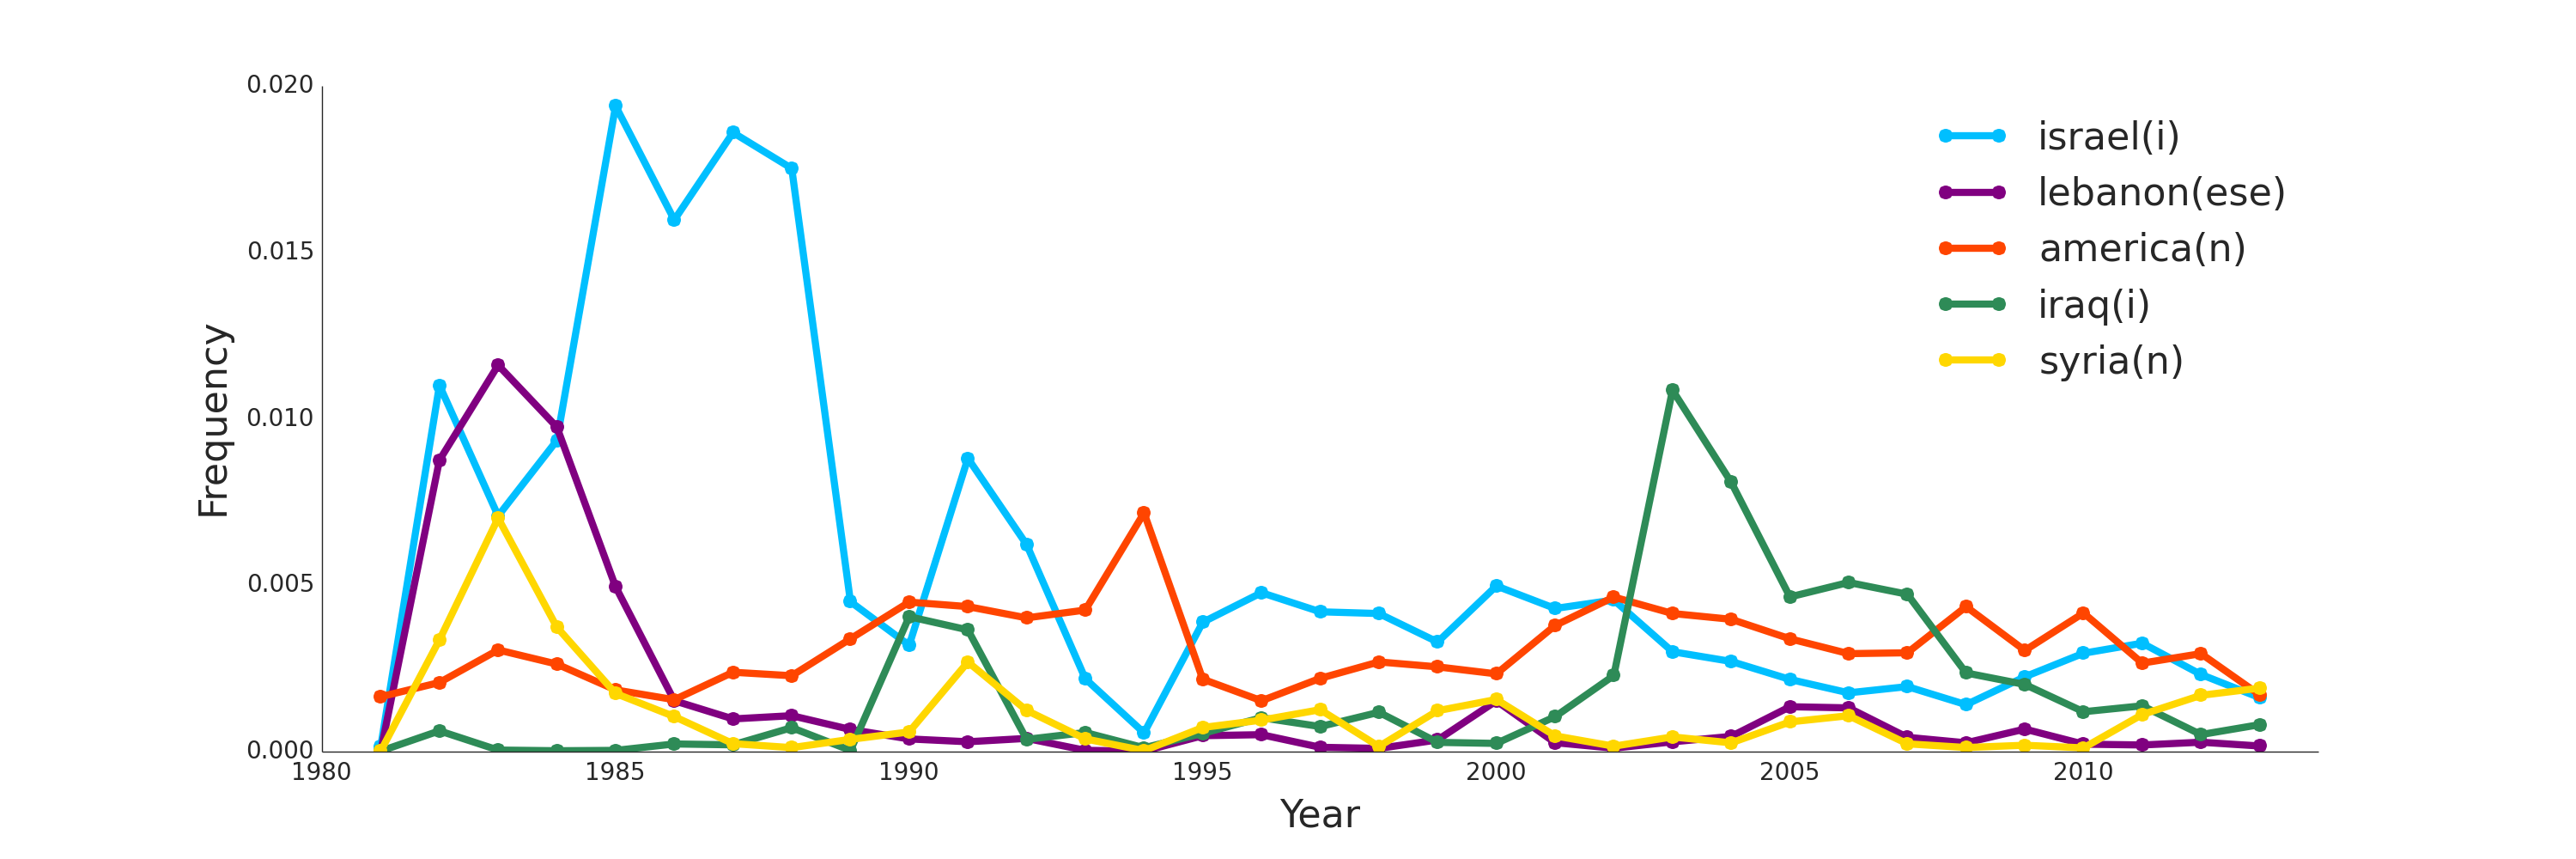 0.020
0.015
0.010
0.005
0.000
Frequency
1980 1985 1990 1995 2000 2005 2010
Year
israel(i)
lebanon(ese)
america(n)
iraq(i)
syria(n)